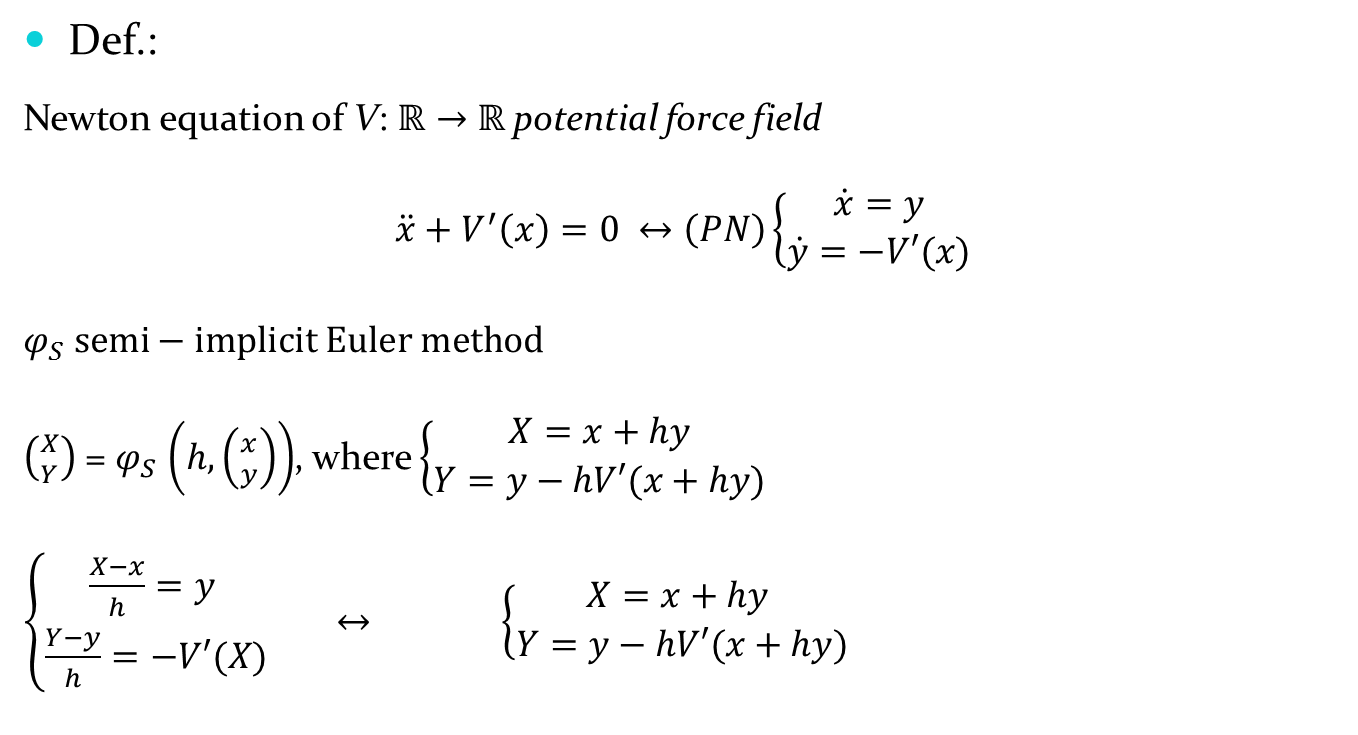 • Def.:
Newton equation of V: ℝ → ℝ potential force field
ẍ + V′(x) = 0 ↔ (PN) { ẋ = y
ẏ = −V′(x)
φ_S semi − implicit Euler method
(X Y) = φ_S (h, (x y)), where { X = x + hy
Y = y − hV′(x + hy)
{ (X−x)/h = y
(Y−y)/h = −V′(X) ↔ { X = x + hy
Y = y − hV′(x + hy)